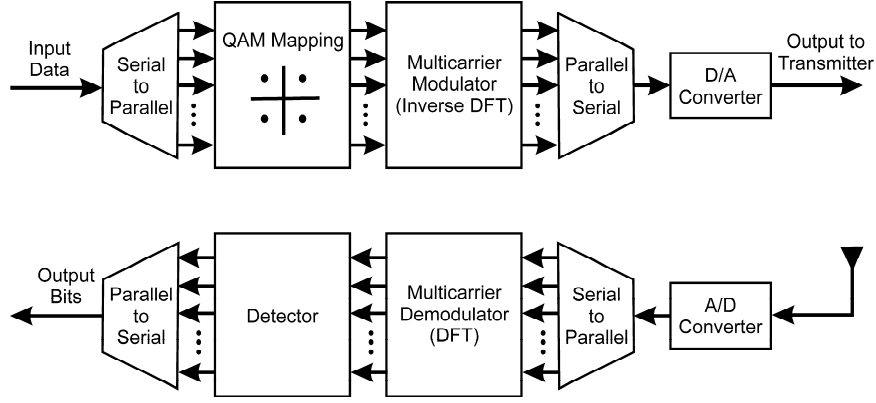 Input
Data
Serial
to
Parallel
QAM Mapping
Multicarrier
Modulator
(Inverse DFT)
Parallel
to
Serial
D/A
Converter
Output to
Transmitter
Output
Bits
Parallel
to
Serial
Detector
Multicarrier
Demodulator
(DFT)
Serial
to
Parallel
A/D
Converter